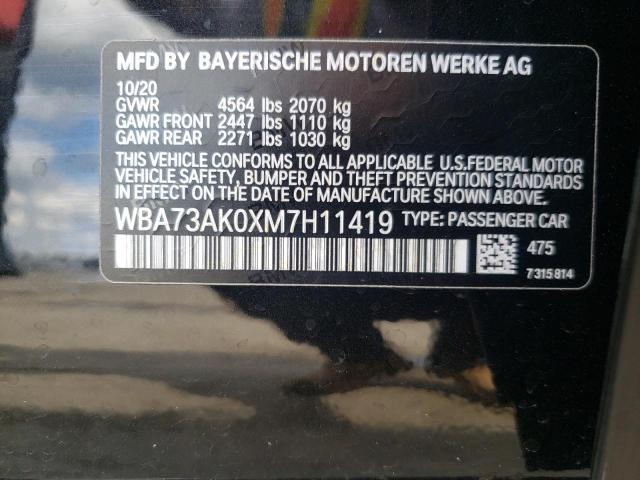 MFD BY BAYERISCHE MOTOREN WERKE AG
10/20
GVWR 4564 lbs 2070 kg
GAWR FRONT 2447 lbs 1110 kg
GAWR REAR 2271 lbs 1030 kg
THIS VEHICLE CONFORMS TO ALL APPLICABLE U.S.FEDERAL MOTOR
VEHICLE SAFETY, BUMPER AND THEFT PREVENTION STANDARDS
IN EFFECT ON THE DATE OF MANUFACTURE SHOWN ABOVE.
WBA73AK0XM7H11419 TYPE: PASSENGER CAR
475
7315814